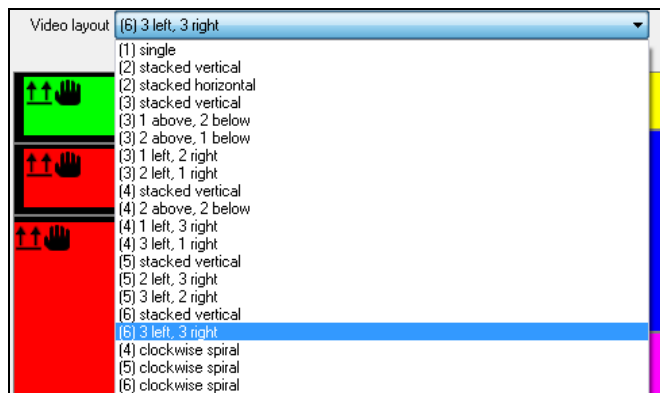 Video layout (6) 3 left, 3 right
(1) single
(2) stacked vertical
(2) stacked horizontal
(3) stacked vertical
(3) 1 above, 2 below
(3) 2 above, 1 below
(3) 1 left, 2 right
(3) 2 left, 1 right
(4) stacked vertical
(4) 2 above, 2 below
(4) 1 left, 3 right
(4) 3 left, 1 right
(5) stacked vertical
(5) 2 left, 3 right
(5) 3 left, 2 right
(6) stacked vertical
(6) 3 left, 3 right
(4) clockwise spiral
(5) clockwise spiral
(6) clockwise spiral